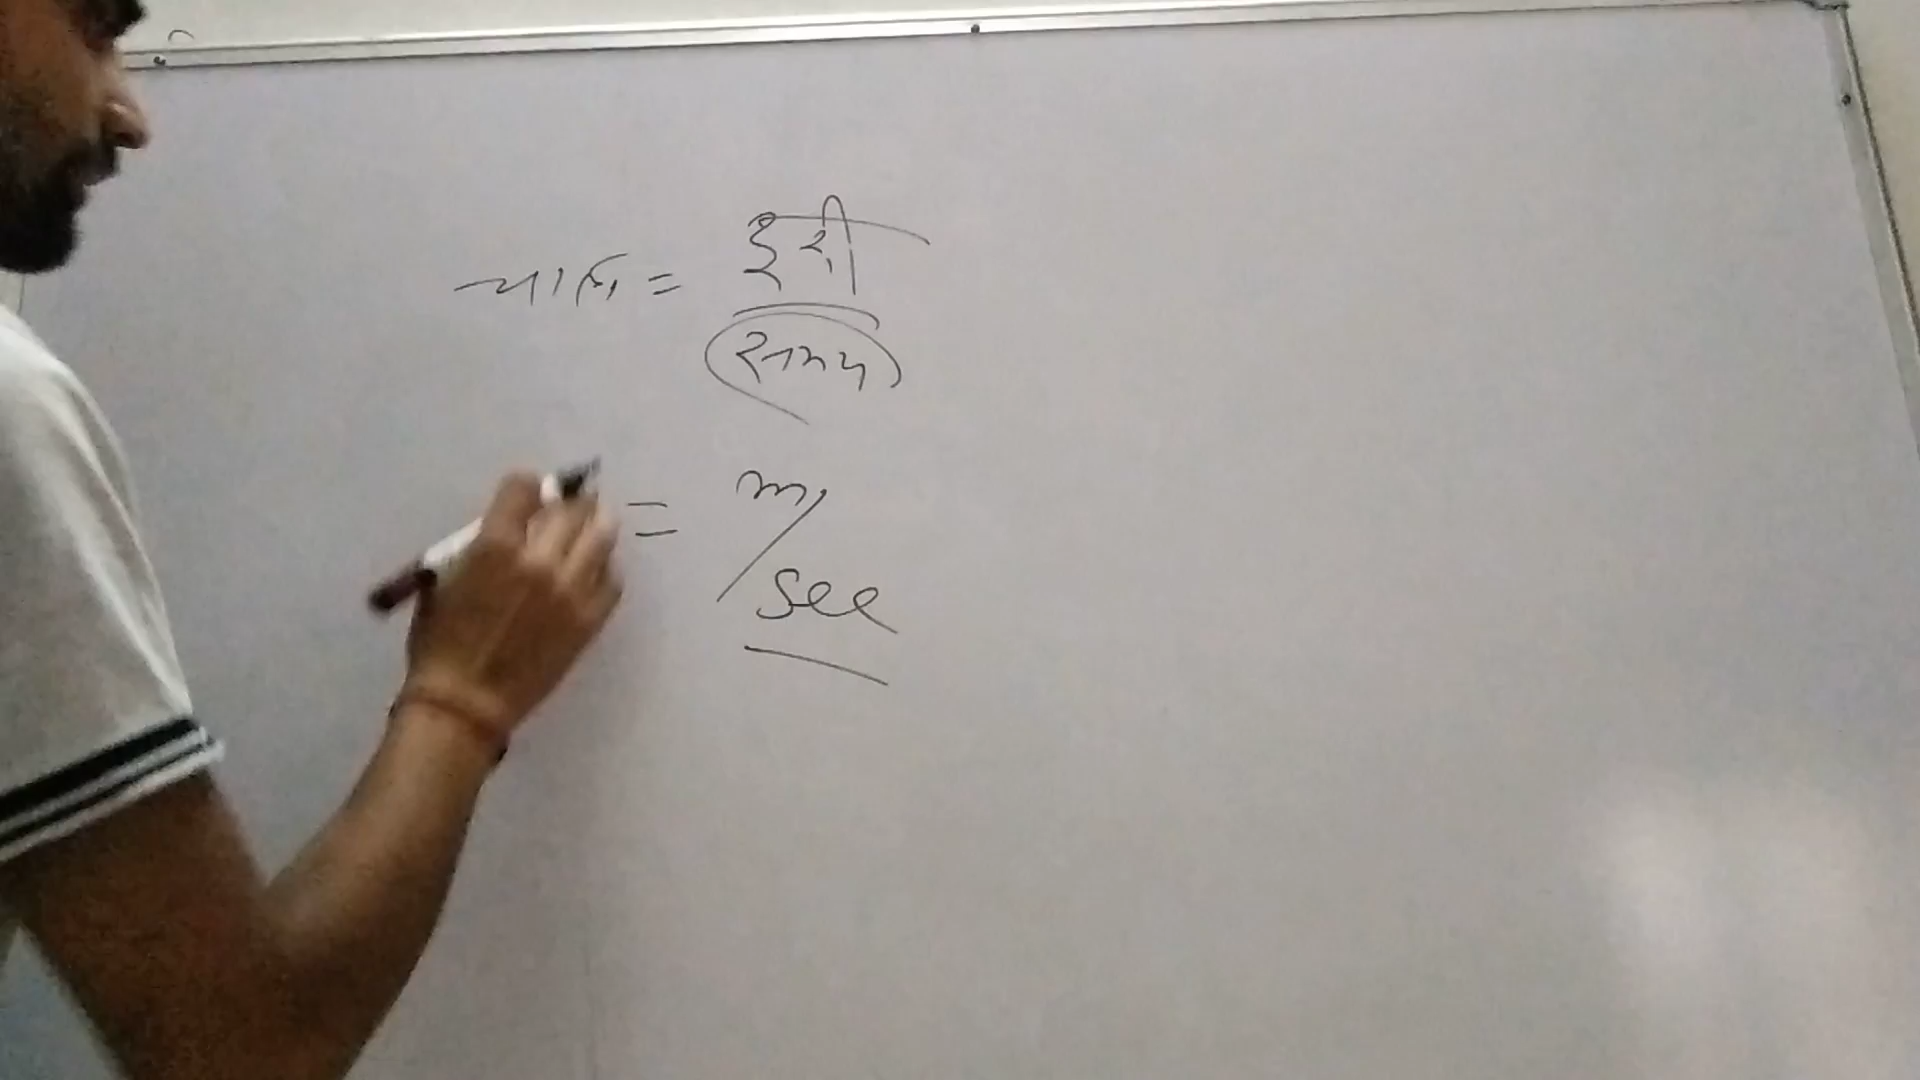 चाल = दूरी
समय
= m/
sec